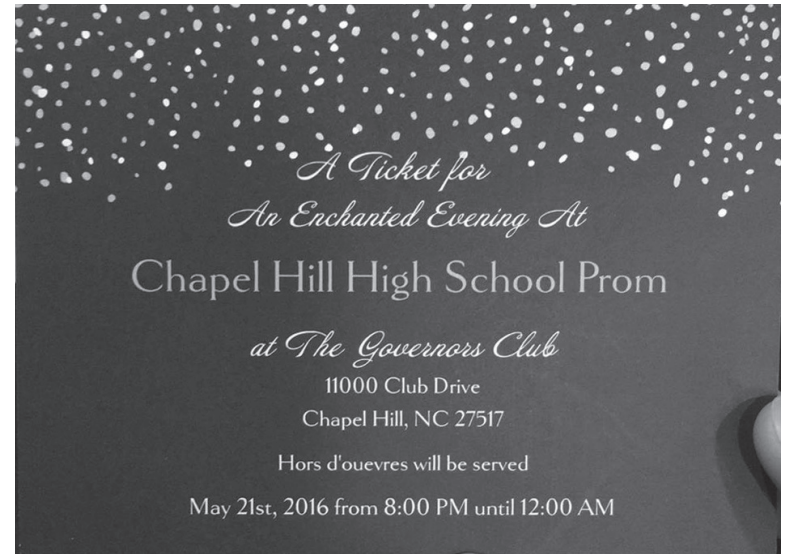 A Ticket for
An Enchanted Evening At
Chapel Hill High School Prom
at The Governors Club
11000 Club Drive
Chapel Hill, NC 27517
Hors d'ouevres will be served
May 21st, 2016 from 8:00 PM until 12:00 AM